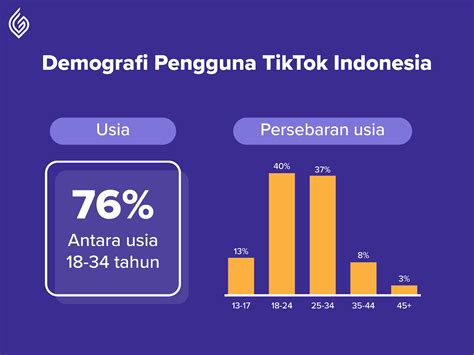 Demografi Pengguna TikTok Indonesia
Usia
76%
Antara usia
18-34 tahun
Persebaran usia
13%
40%
37%
8%
3%
13-17
18-24
25-34
35-44
45+